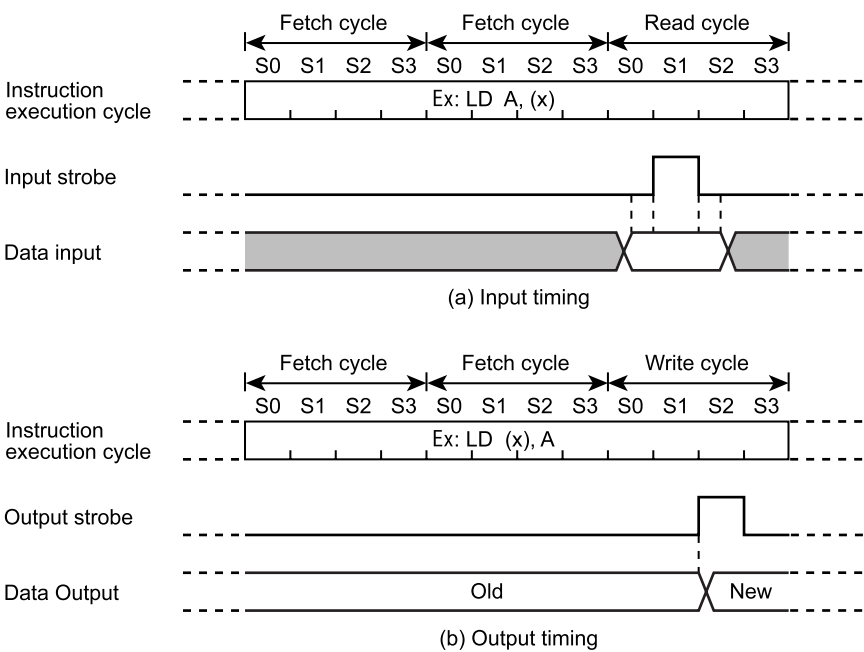 Fetch cycle Fetch cycle Read cycle
S0 S1 S2 S3 S0 S1 S2 S3 S0 S1 S2 S3
Instruction
execution cycle
Ex: LD A, (x)
Input strobe
Data input
(a) Input timing
Fetch cycle Fetch cycle Write cycle
S0 S1 S2 S3 S0 S1 S2 S3 S0 S1 S2 S3
Instruction
execution cycle
Ex: LD (x), A
Output strobe
Data Output Old New
(b) Output timing